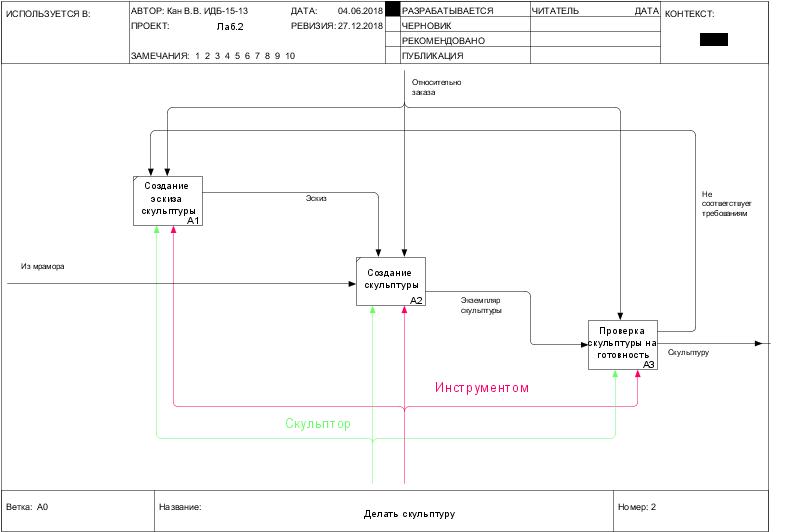 ИСПОЛЬЗУЕТСЯ В:
АВТОР: Кан В.В. ИДБ-15-13
ДАТА: 04.06.2018
РАЗРАБАТЫВАЕТСЯ
ЧИТАТЕЛЬ
ДАТА
КОНТЕКСТ:
ПРОЕКТ: Лаб.2
РЕВИЗИЯ: 27.12.2018
ЧЕРНОВИК
РЕКОМЕНДОВАНО
ЗАМЕЧАНИЯ: 1 2 3 4 5 6 7 8 9 10
ПУБЛИКАЦИЯ
Относительно
заказа
Создание
эскиза
скульптуры
A1
Эскиз
Не
соответствует
требованиям
Из мрамора
Создание
скульптуры
A2
Экземпляр
скульптуры
Проверка
скульптуры на
готовность
A3
Скульптуру
Инструментом
Скульптор
Ветка: A0
Название:
Делать скульптуру
Номер: 2